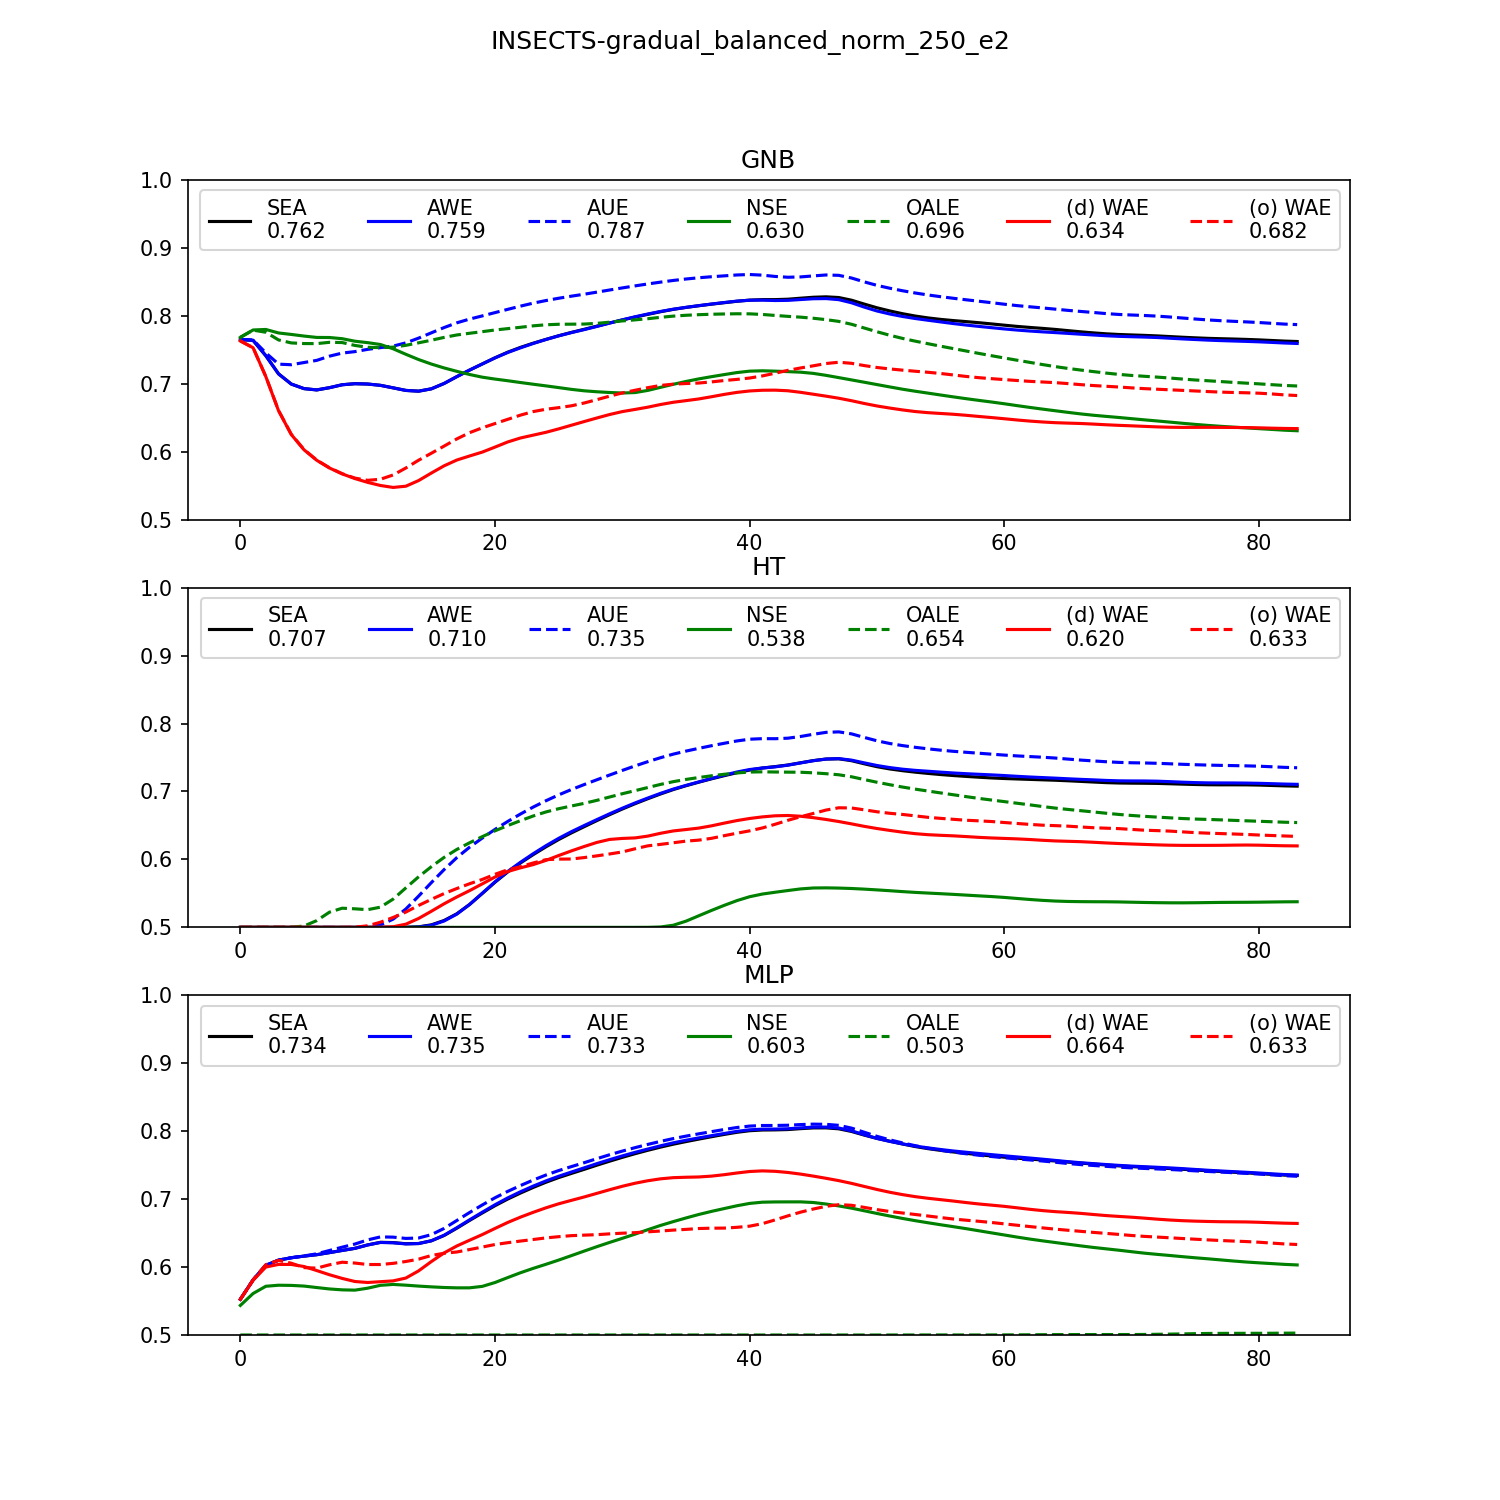 INSECTS-gradual_balanced_norm_250_e2
GNB
SEA AWE AUE NSE OALE (d) WAE (o) WAE
0.762 0.759 0.787 0.630 0.696 0.634 0.682
1.0
0.9
0.8
0.7
0.6
0.5
0 20 40 60 80
HT
SEA AWE AUE NSE OALE (d) WAE (o) WAE
0.707 0.710 0.735 0.538 0.654 0.620 0.633
1.0
0.9
0.8
0.7
0.6
0.5
0 20 40 60 80
MLP
SEA AWE AUE NSE OALE (d) WAE (o) WAE
0.734 0.735 0.733 0.603 0.503 0.664 0.633
1.0
0.9
0.8
0.7
0.6
0.5
0 20 40 60 80